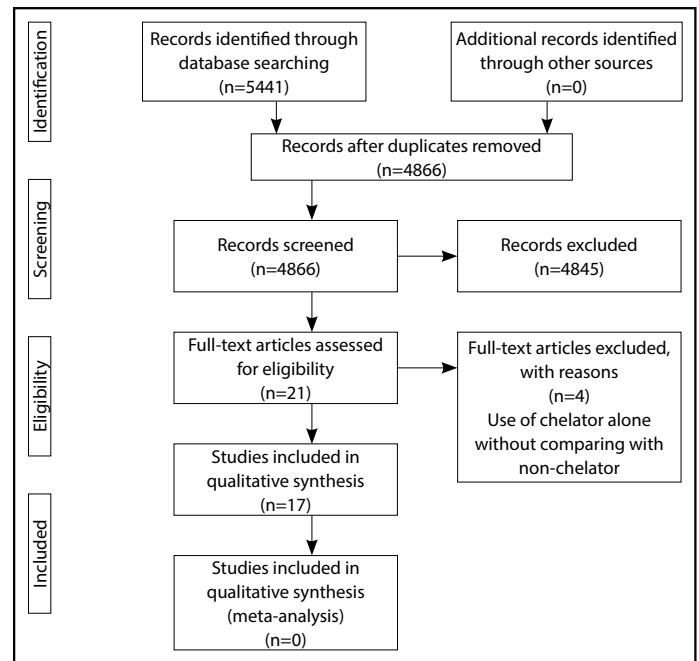 Identification
Records identified through
database searching
(n=5441)
Additional records identified
through other sources
(n=0)
Records after duplicates removed
(n=4866)
Screening
Records screened
(n=4866)
Records excluded
(n=4845)
Eligibility
Full-text articles assessed
for eligibility
(n=21)
Full-text articles excluded,
with reasons
(n=4)
Use of chelator alone
without comparing with
non-chelator
Studies included in
qualitative synthesis
(n=17)
Included
Studies included in
qualitative synthesis
(meta-analysis)
(n=0)